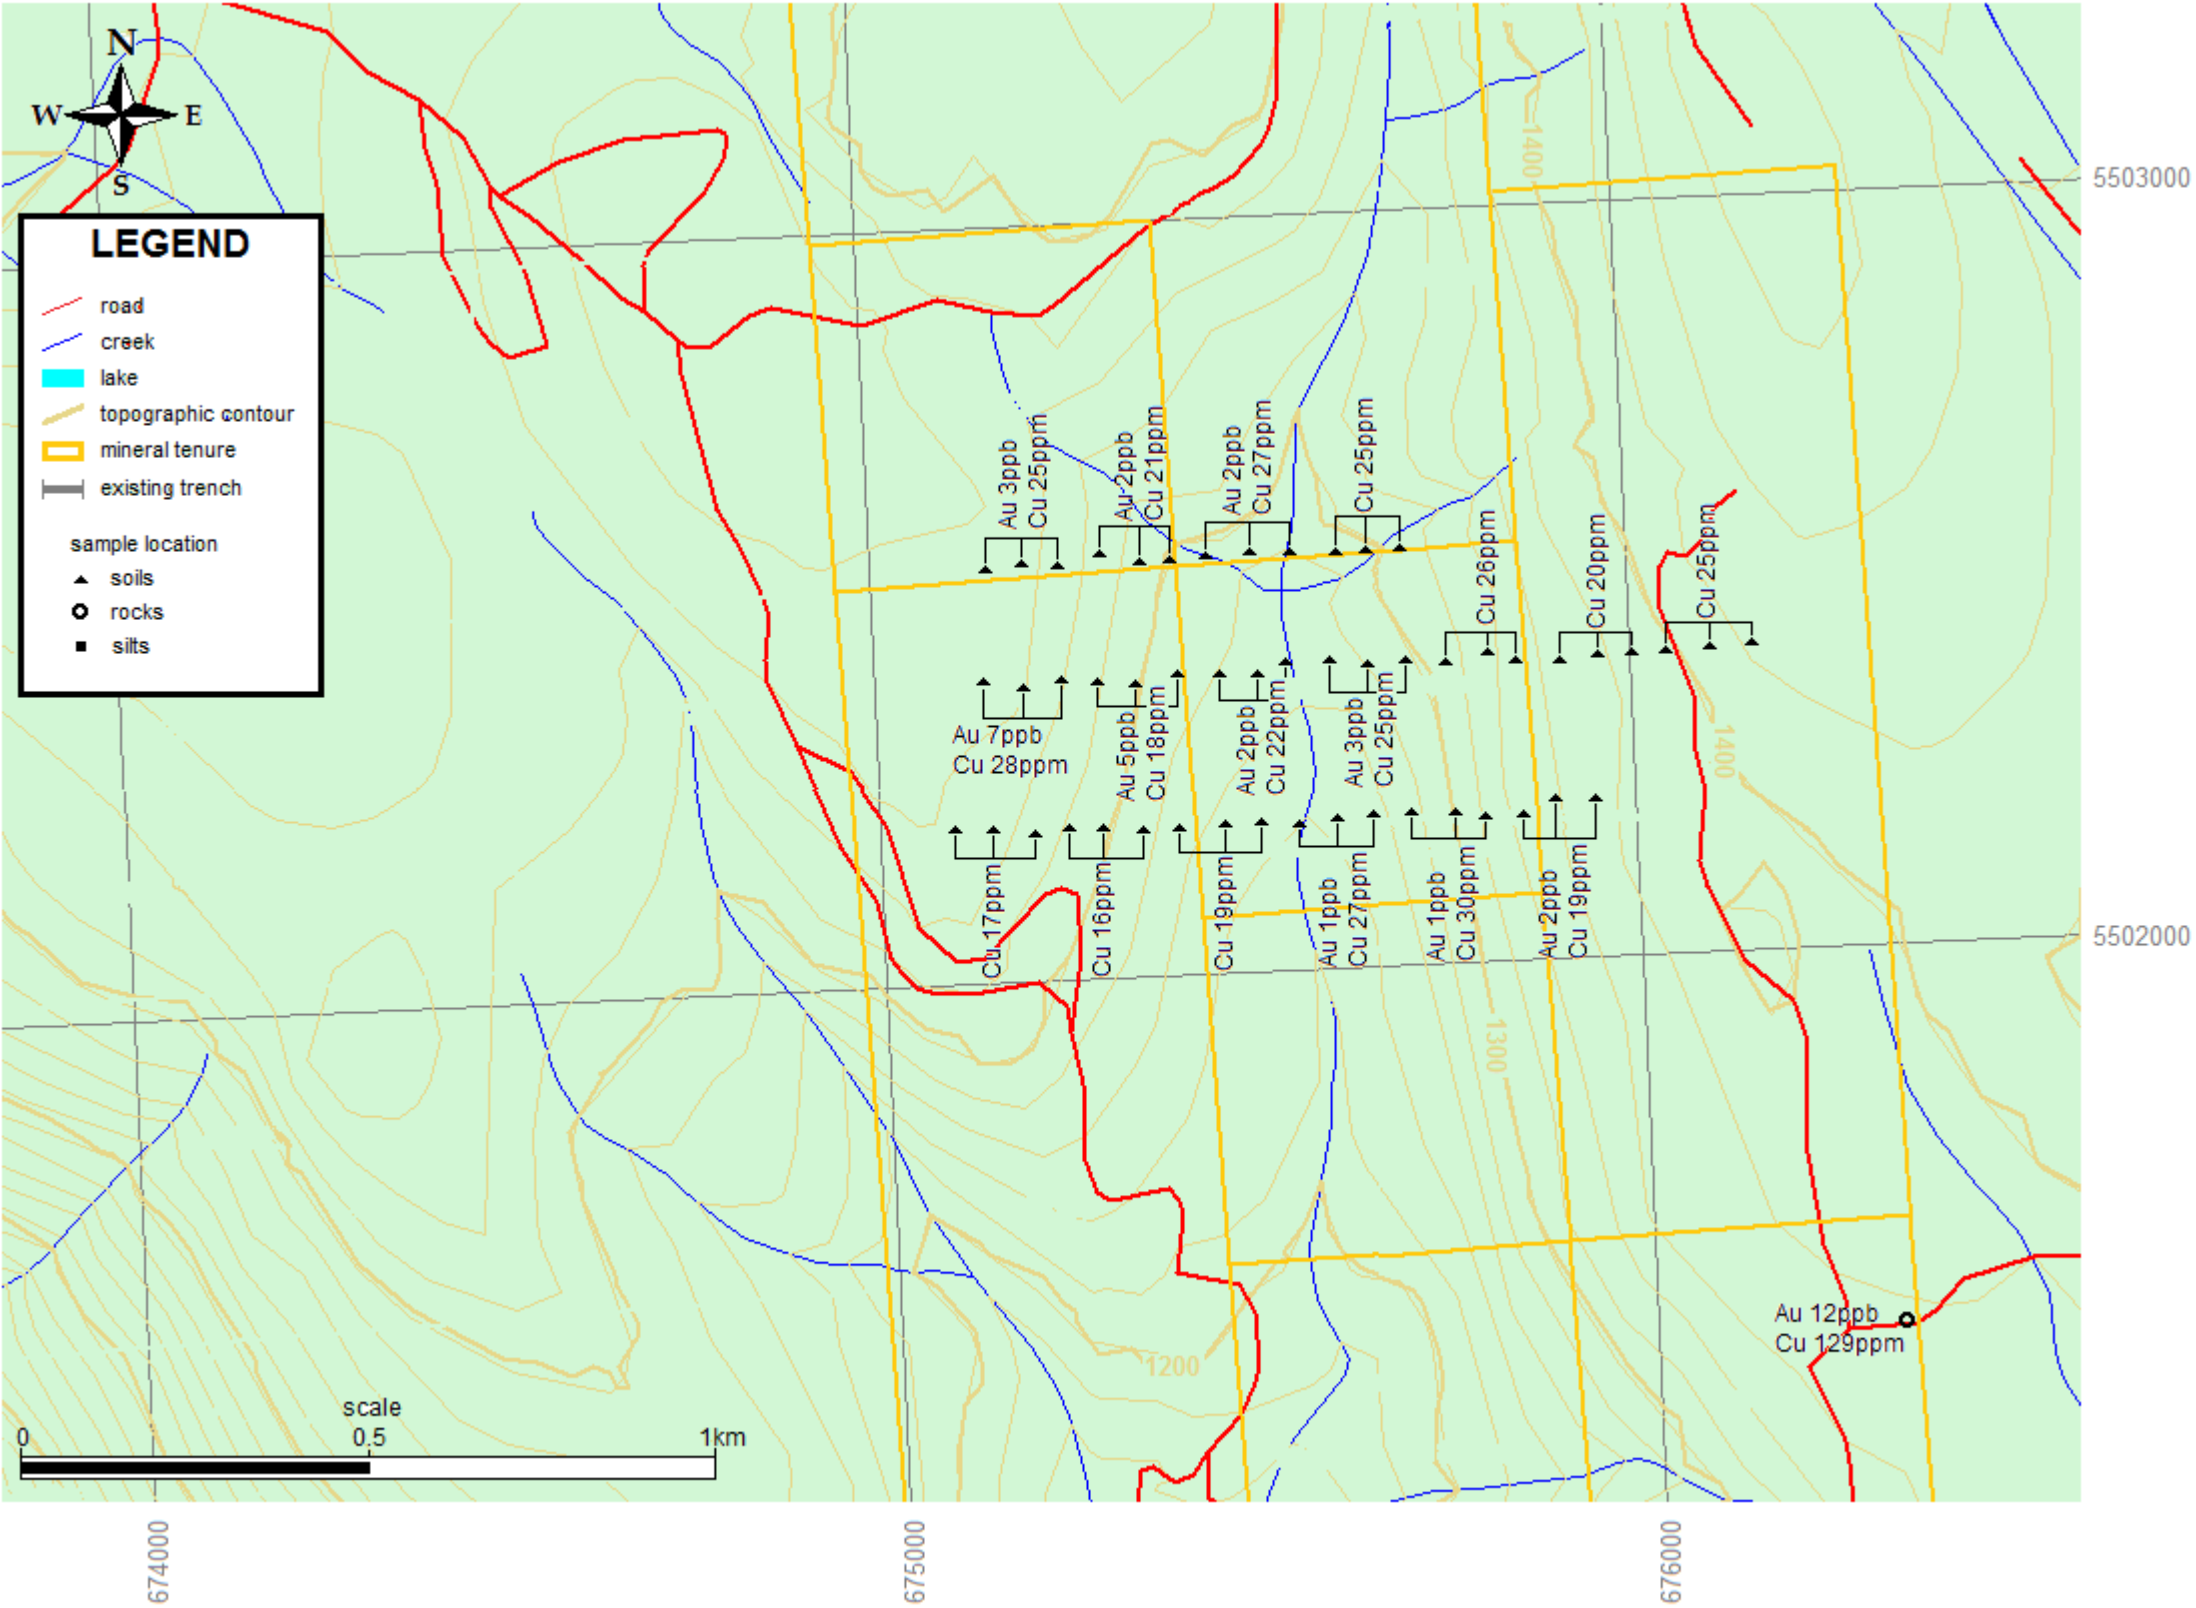 N
W
E
S
LEGEND
road
creek
lake
topographic contour
mineral tenure
existing trench
sample location
soils
rocks
silts
1400
5503000
Au 3ppb
Cu 25ppm
Au 2ppb
Cu 21ppm
Au 2ppb
Cu 27ppm
Cu 25ppm
Cu 26ppm
Cu 20ppm
Cu 25ppm
Au 7ppb
Cu 28ppm
Au 5ppb
Cu 18ppm
Au 2ppb
Cu 22ppm
Au 3ppb
Cu 25ppm
1400
Cu 17ppm
Cu 16ppm
Cu 19ppm
Au 1ppb
Cu 27ppm
Au 1ppb
Cu 30ppm
Au 2ppb
Cu 19ppm
5502000
1300
Au 12ppb
Cu 129ppm
1200
scale
0
0.5
1km
674000
675000
676000